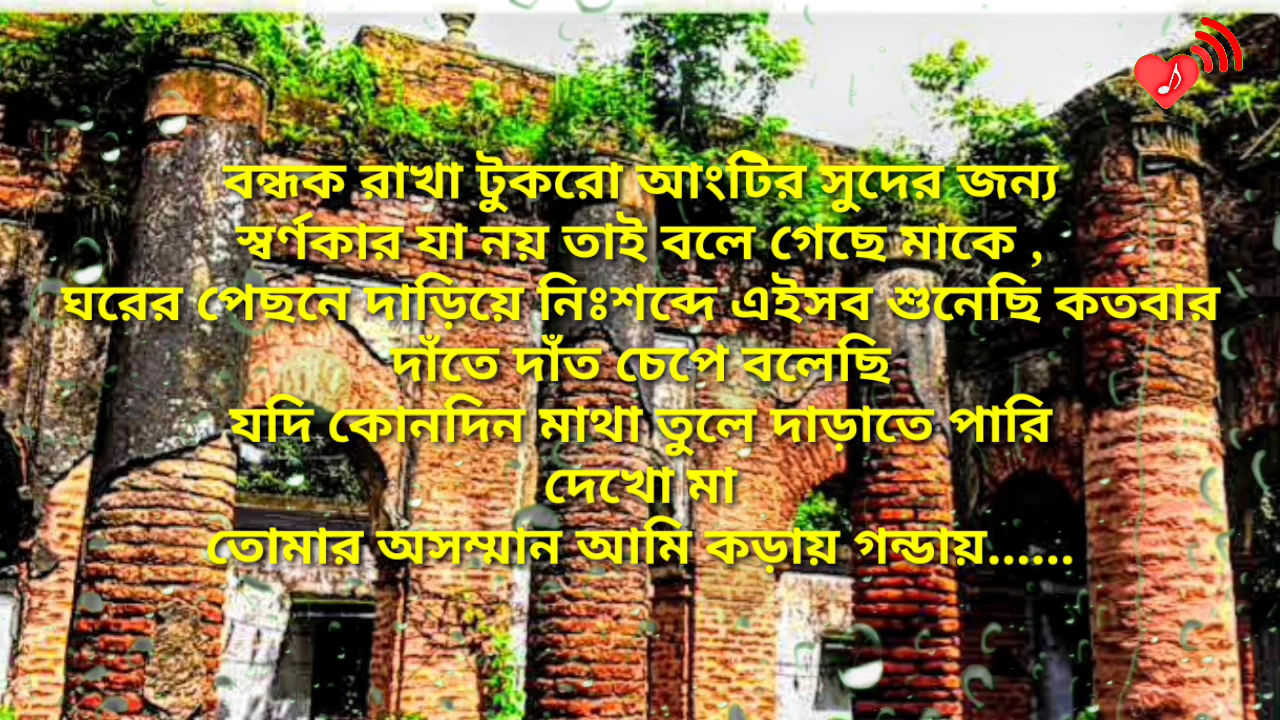 বন্ধক রাখা টুকরো আংটির সুদের জন্য
স্বর্ণকার যা নয় তাই বলে গেছে মাকে ,
ঘরের পেছনে দাড়িয়ে নিঃশব্দে এইসব শুনেছি কতবার
দাঁতে দাঁত চেপে বলেছি
যদি কোনদিন মাথা তুলে দাড়াতে পারি
দেখো মা
তোমার অসম্মান আমি কড়ায় গন্ডায়......